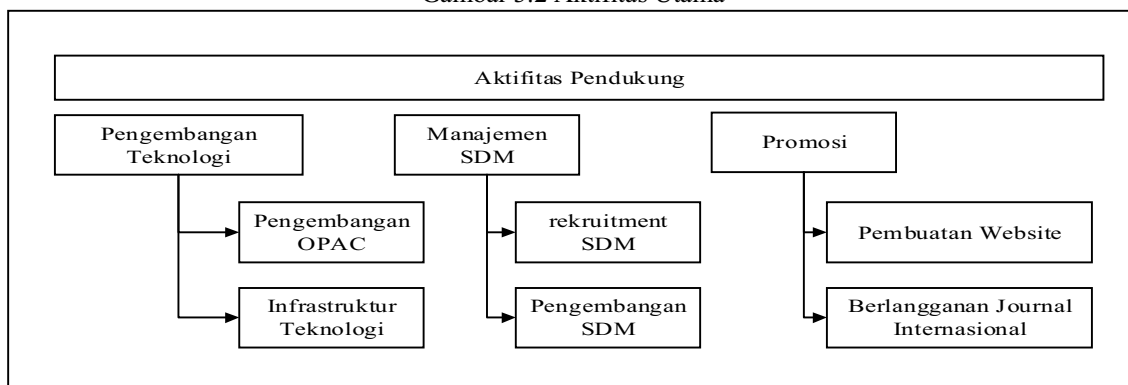 Gambar 3.2 Aktifitas Utama
Aktifitas Pendukung
Pengembangan
Teknologi
Manajemen
SDM
Promosi
Pengembangan
OPAC
rekruitment
SDM
Pembuatan Website
Infrastruktur
Teknologi
Pengembangan
SDM
Berlangganan Journal
Internasional